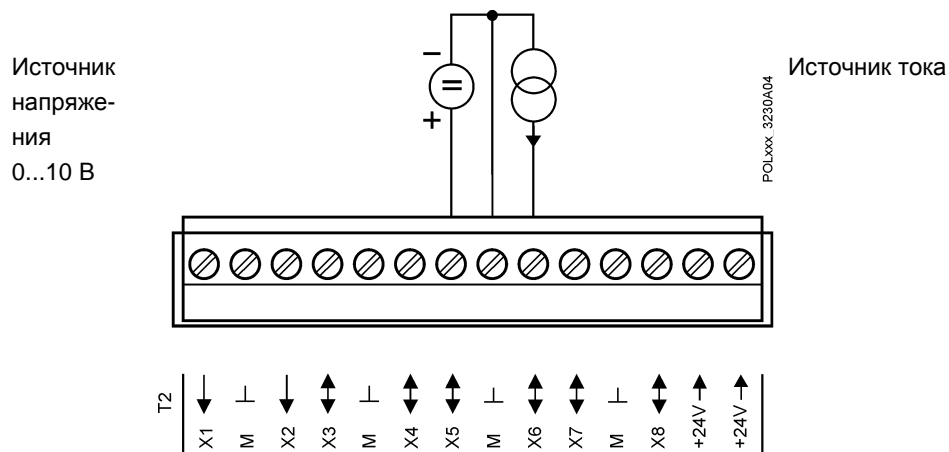 Источник
напряже-
ния
0...10 В
− 
+
=
Источник тока
POLxxx_3230A04
T2
X1 M X2 X3 M X4 X5 M X6 X7 M X8 +24V +24V